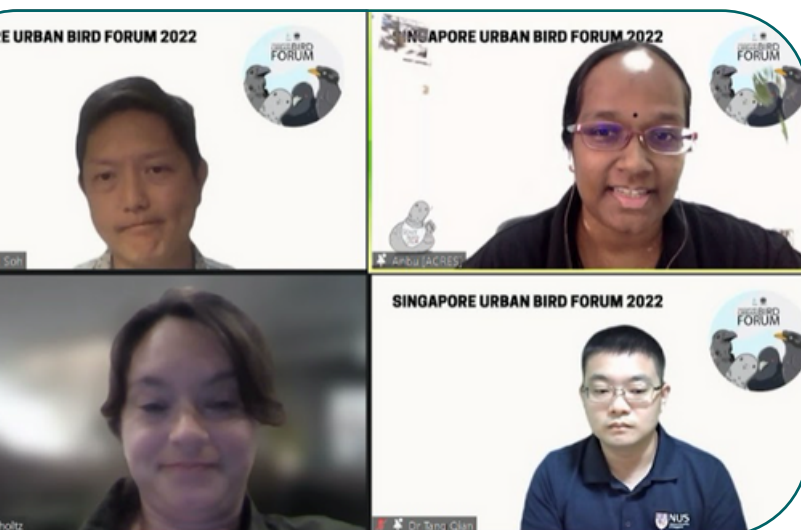 RE URBAN BIRD FORUM 2022
BIRD
FORUM
SINGAPORE URBAN BIRD FORUM 2022
BIRD
FORUM
Soh
Anbu [ACRES]
SINGAPORE URBAN BIRD FORUM 2022
BIRD
FORUM
NUS
holtz
Dr Tang Qian